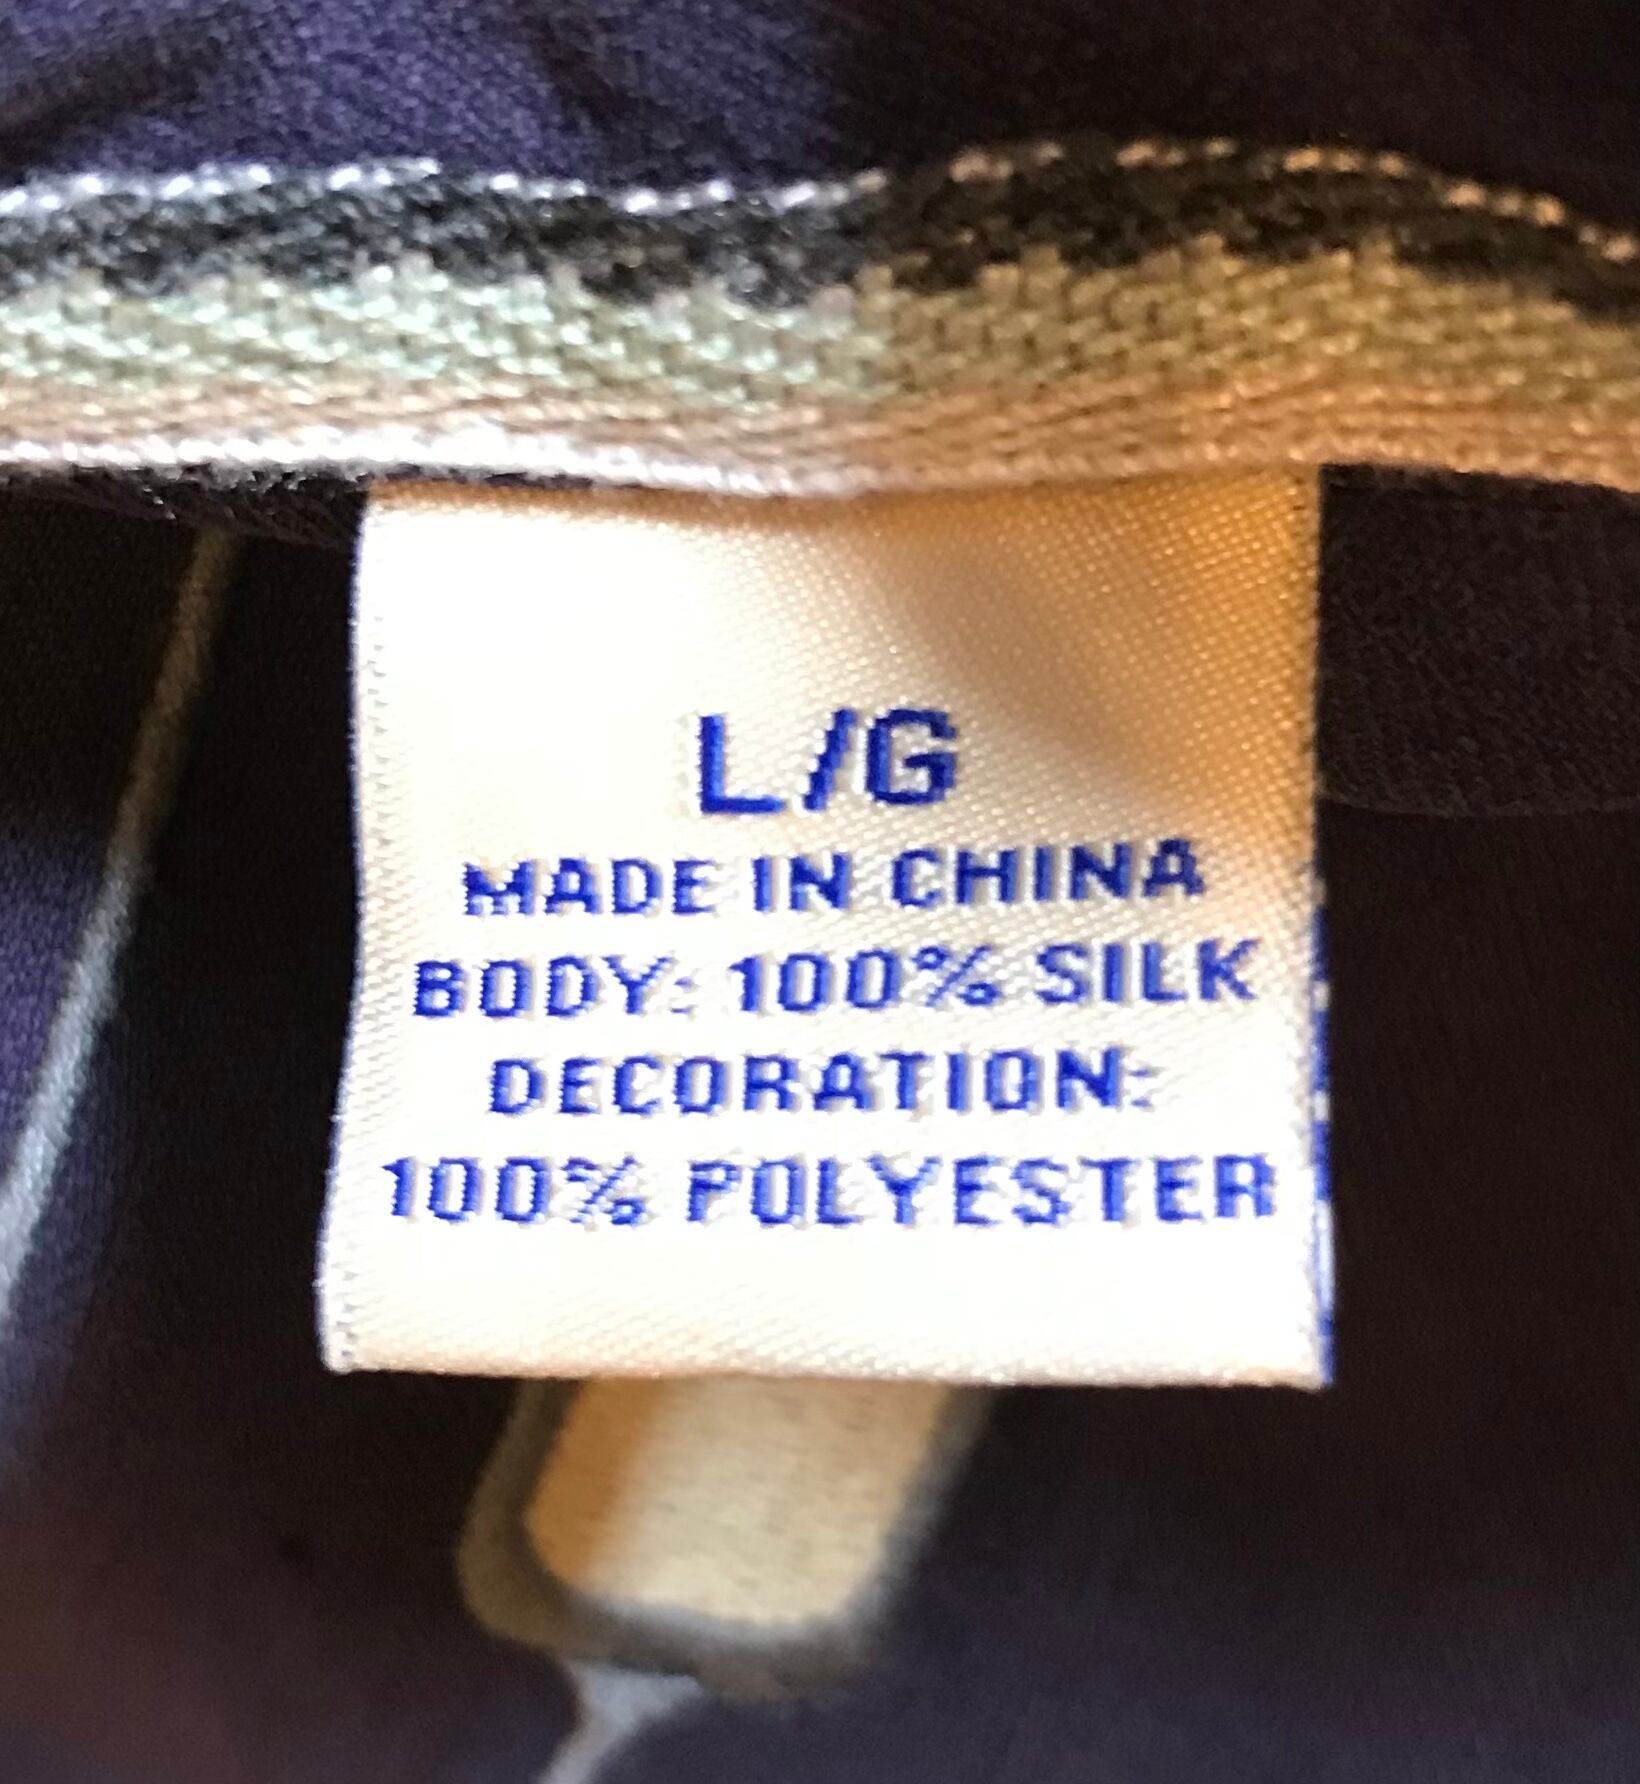 L/G
MADE IN CHINA
BODY: 100% SILK
DECORATION:
100% POLYESTER